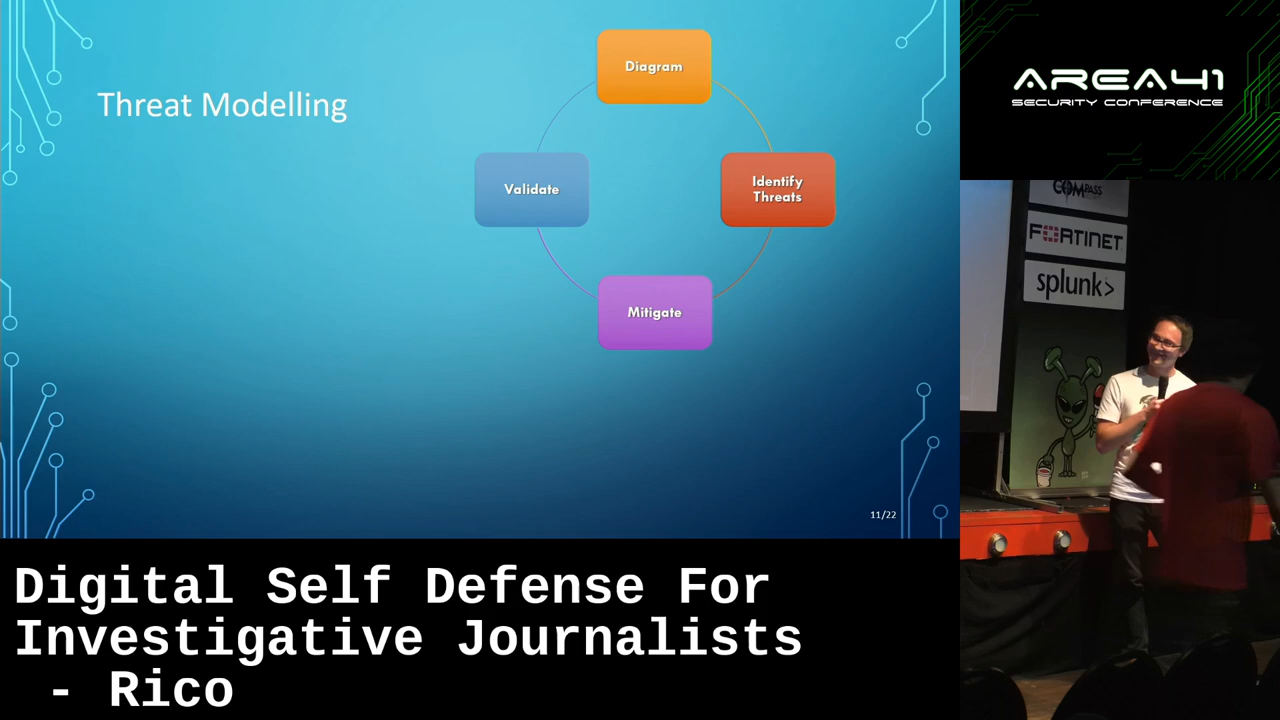 Threat Modelling
Diagram
Identify
Threats
Mitigate
Validate
11/22
AREA41
SECURITY CONFERENCE
COMPASS
FORTINET
splunk>
Digital Self Defense For
Investigative Journalists
- Rico